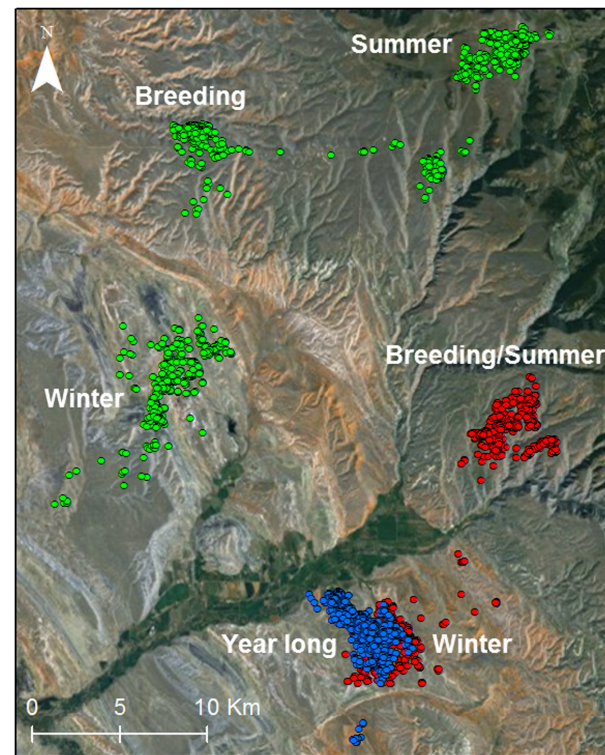 N
Summer
Breeding
Breeding/Summer
Winter
Year long
Winter
0 5 10 Km